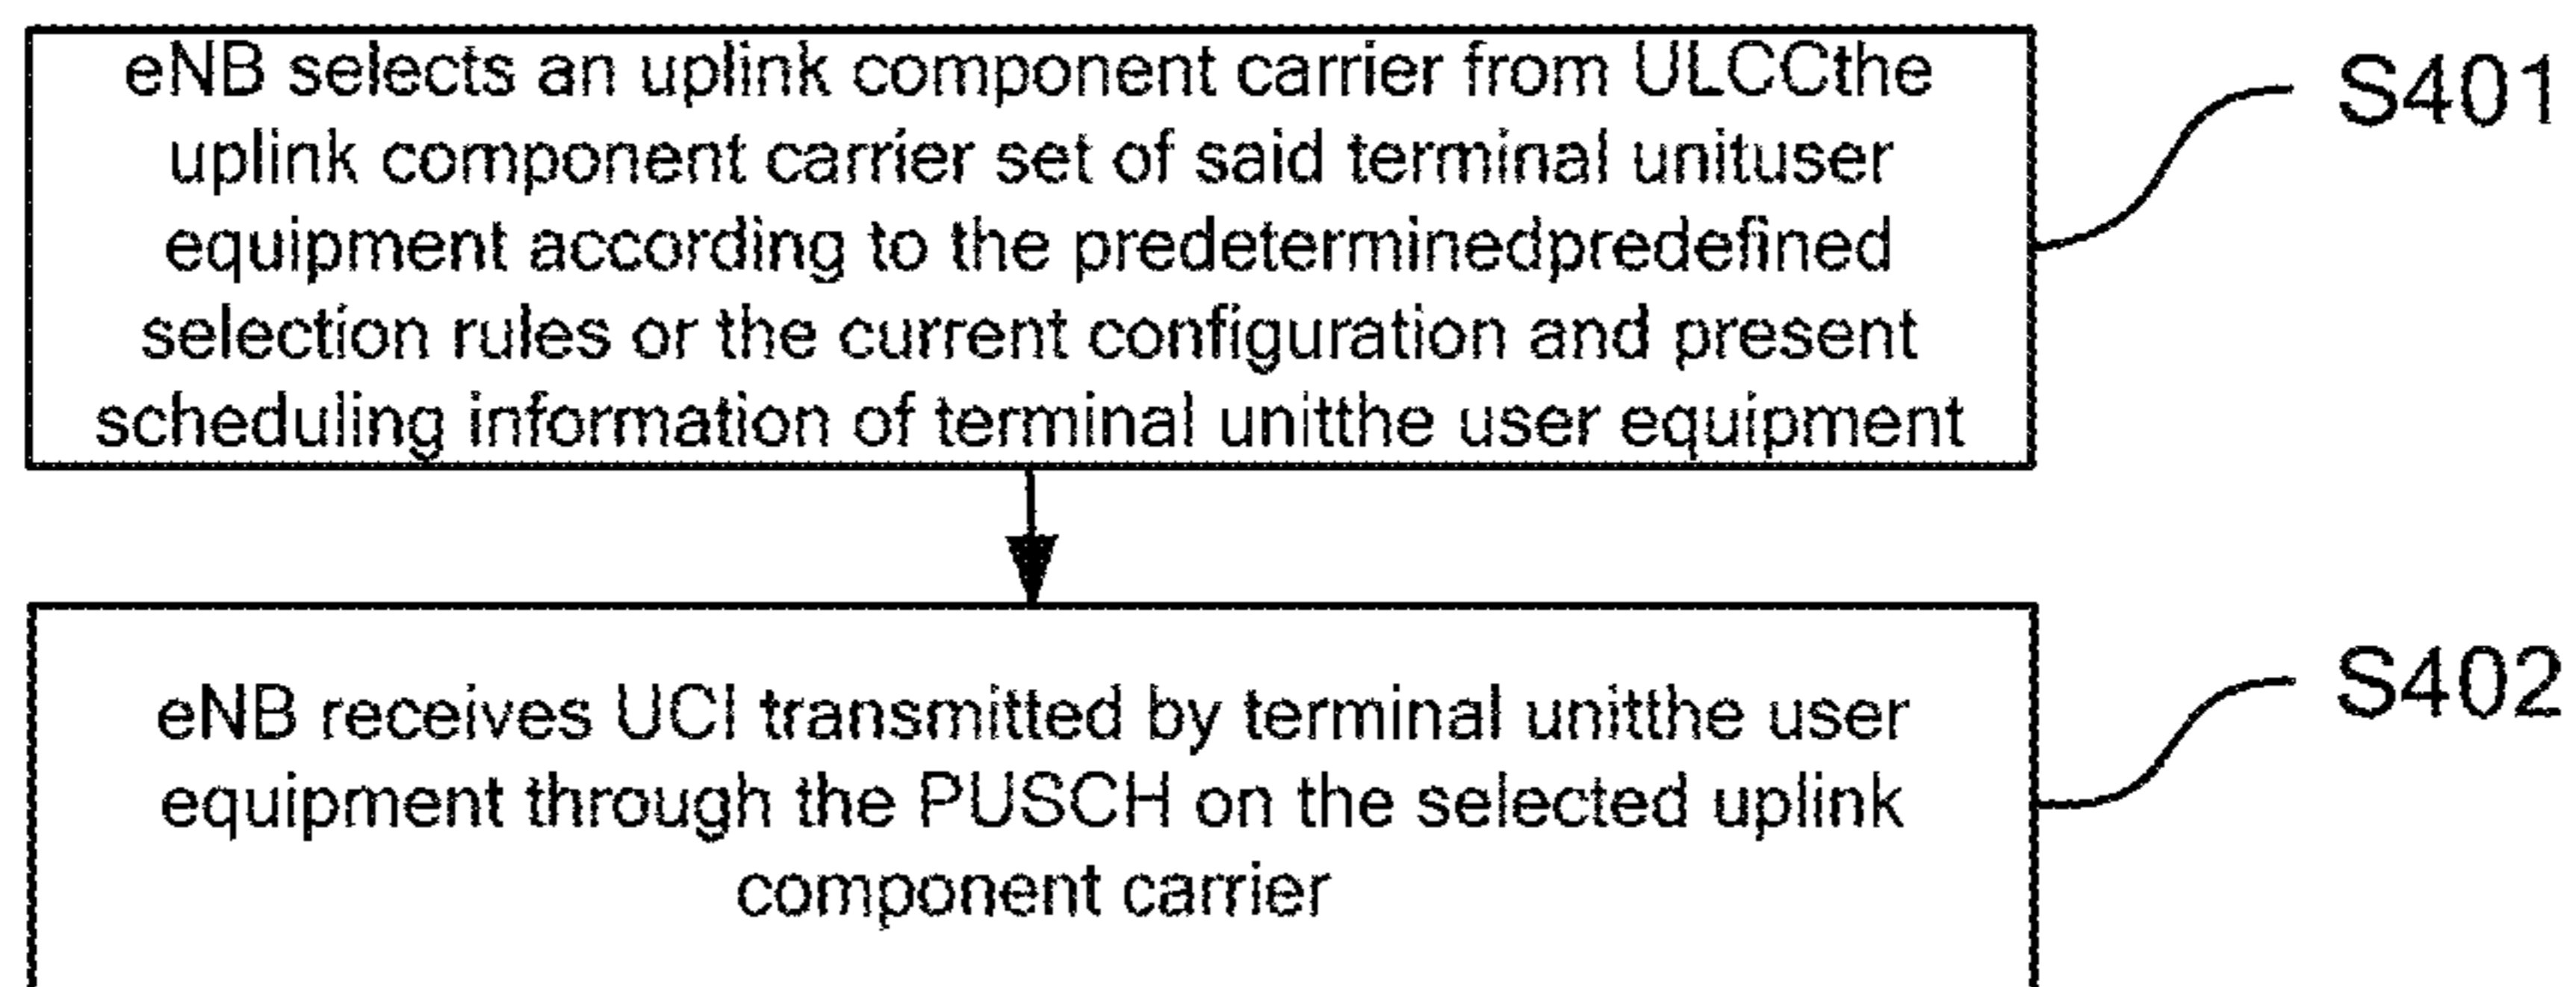 eNB selects an uplink component carrier from ULCCthe
uplink component carrier set of said terminal unituser
equipment according to the predeterminedpredefined
selection rules or the current configuration and present
scheduling information of terminal unitthe user equipment
S401
eNB receives UCI transmitted by terminal unitthe user
equipment through the PUSCH on the selected uplink
component carrier
S402